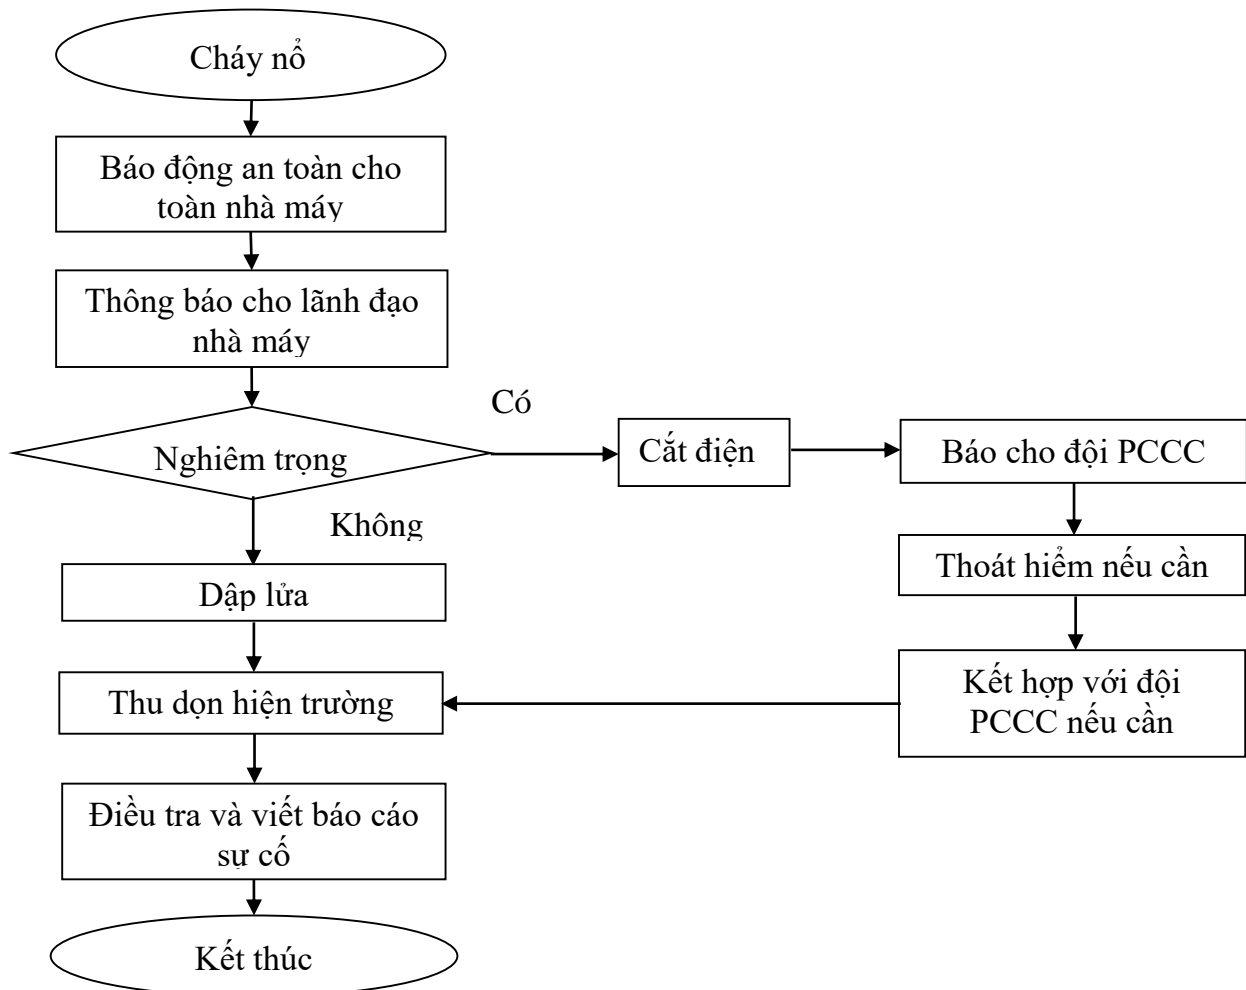 Cháy nổ
Báo động an toàn cho
toàn nhà máy
Thông báo cho lãnh đạo
nhà máy
Có
Nghiêm trọng
Cắt điện
Báo cho đội PCCC
Không
Thoát hiểm nếu cần
Dập lửa
Kết hợp với đội
PCCC nếu cần
Thu dọn hiện trường
Điều tra và viết báo cáo
sự cố
Kết thúc